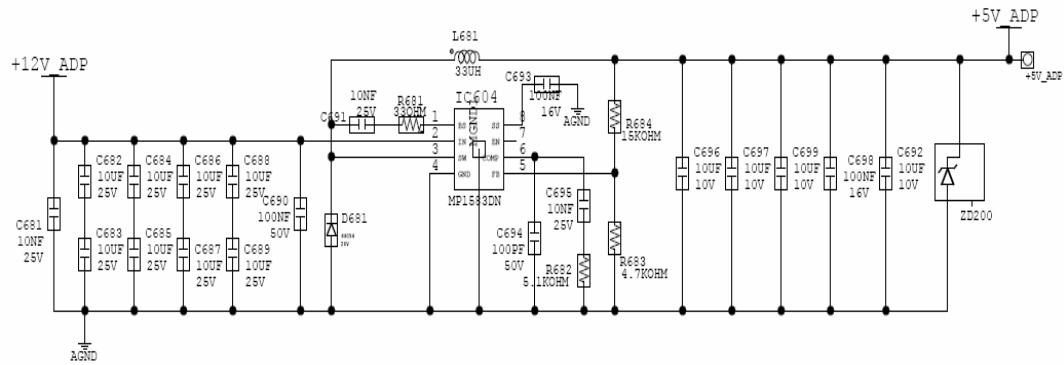 +5V_ADP
L681
+12V_ADP
33UH
C693
+5V_ADP
10NF
25V
R681
33OHM
IC604
100NF
16V
C691
AGND
R684
15KOHM
1
BS
SS
8
2
IN
EN
7
3
SW
COMP
6
4
GND
FB
5
MGND1
MP1583DN
C682
10UF
25V
C684
10UF
25V
C686
10UF
25V
C688
10UF
25V
C696
10UF
10V
C697
10UF
10V
C699
10UF
10V
C698
100NF
16V
C692
10UF
10V
C690
100NF
50V
C695
10NF
25V
ZD200
C681
10NF
25V
D681
C683
10UF
25V
C685
10UF
25V
C687
10UF
25V
C689
10UF
25V
C694
100PF
50V
R682
5.1KOHM
R683
4.7KOHM
AGND